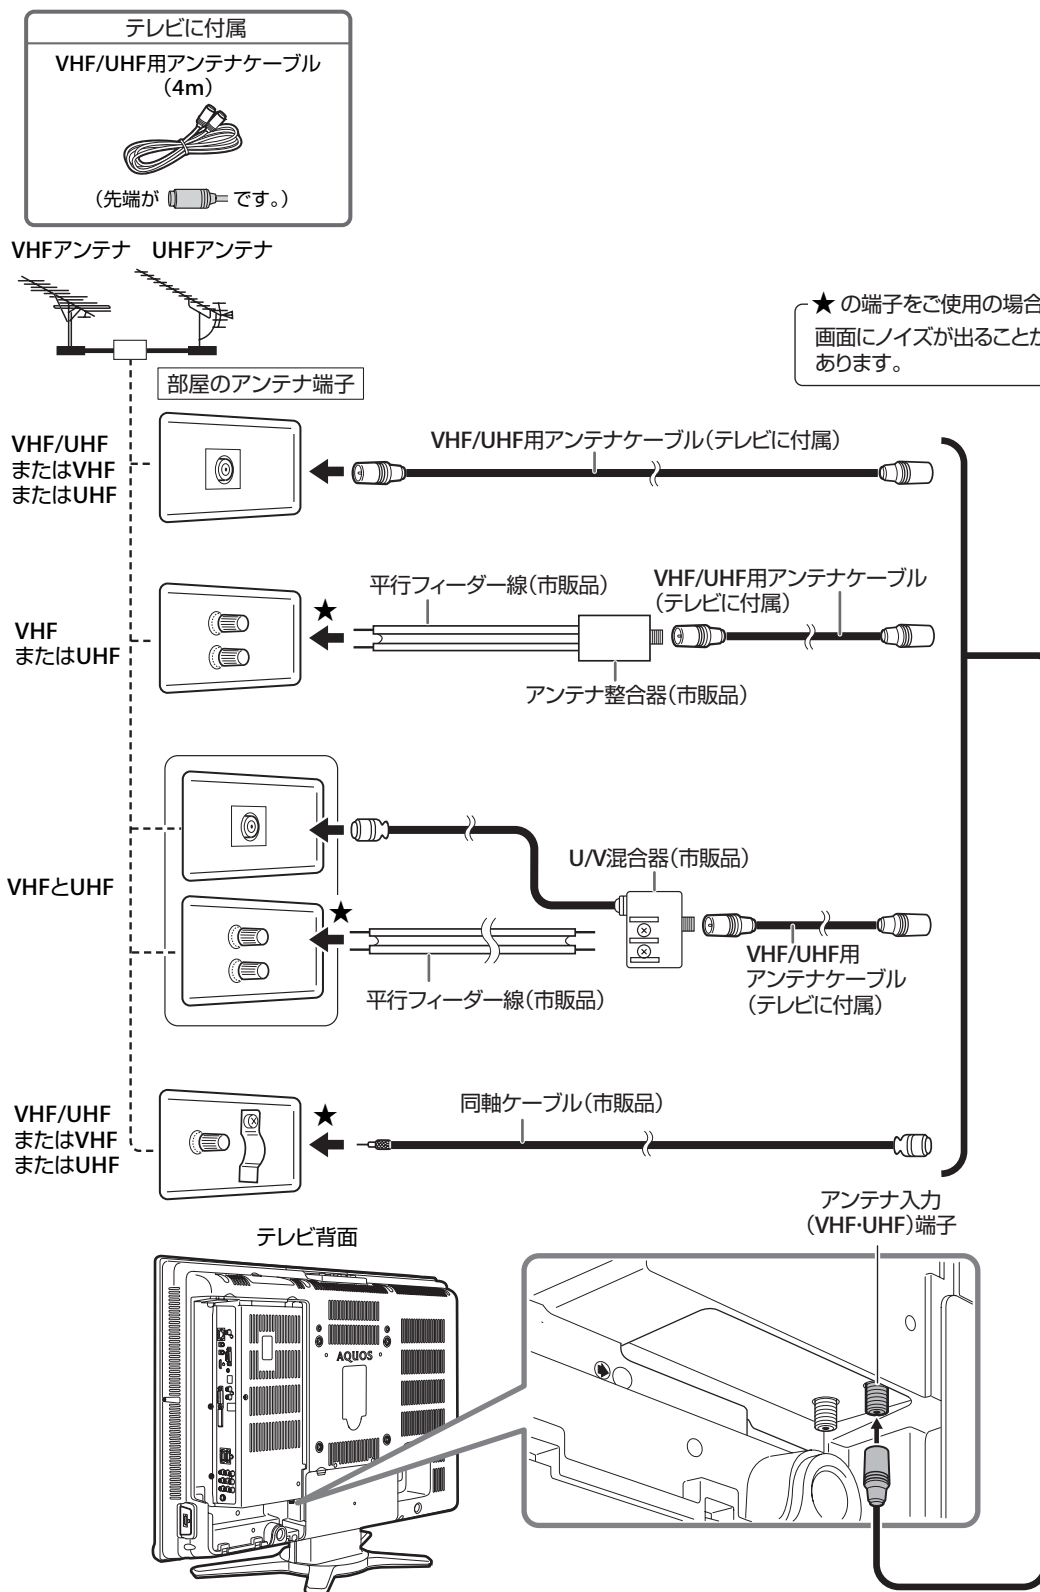 テレビに付属
VHF/UHF用アンテナケーブル
（4m）
（先端が です。）
VHFアンテナ UHFアンテナ
★の端子をご使用の場合
画面にノイズが出ることが
あります。
部屋のアンテナ端子
VHF/UHF
またはVHF
またはUHF
VHF/UHF用アンテナケーブル（テレビに付属）
VHF
またはUHF
★
平行フィーダー線（市販品）
VHF/UHF用アンテナケーブル
（テレビに付属）
アンテナ整合器（市販品）
VHFとUHF
U/V混合器（市販品）
★
平行フィーダー線（市販品）
VHF/UHF用
アンテナケーブル
（テレビに付属）
VHF/UHF
またはVHF
またはUHF
★
同軸ケーブル（市販品）
アンテナ入力
（VHF･UHF）端子
テレビ背面
AQUOS